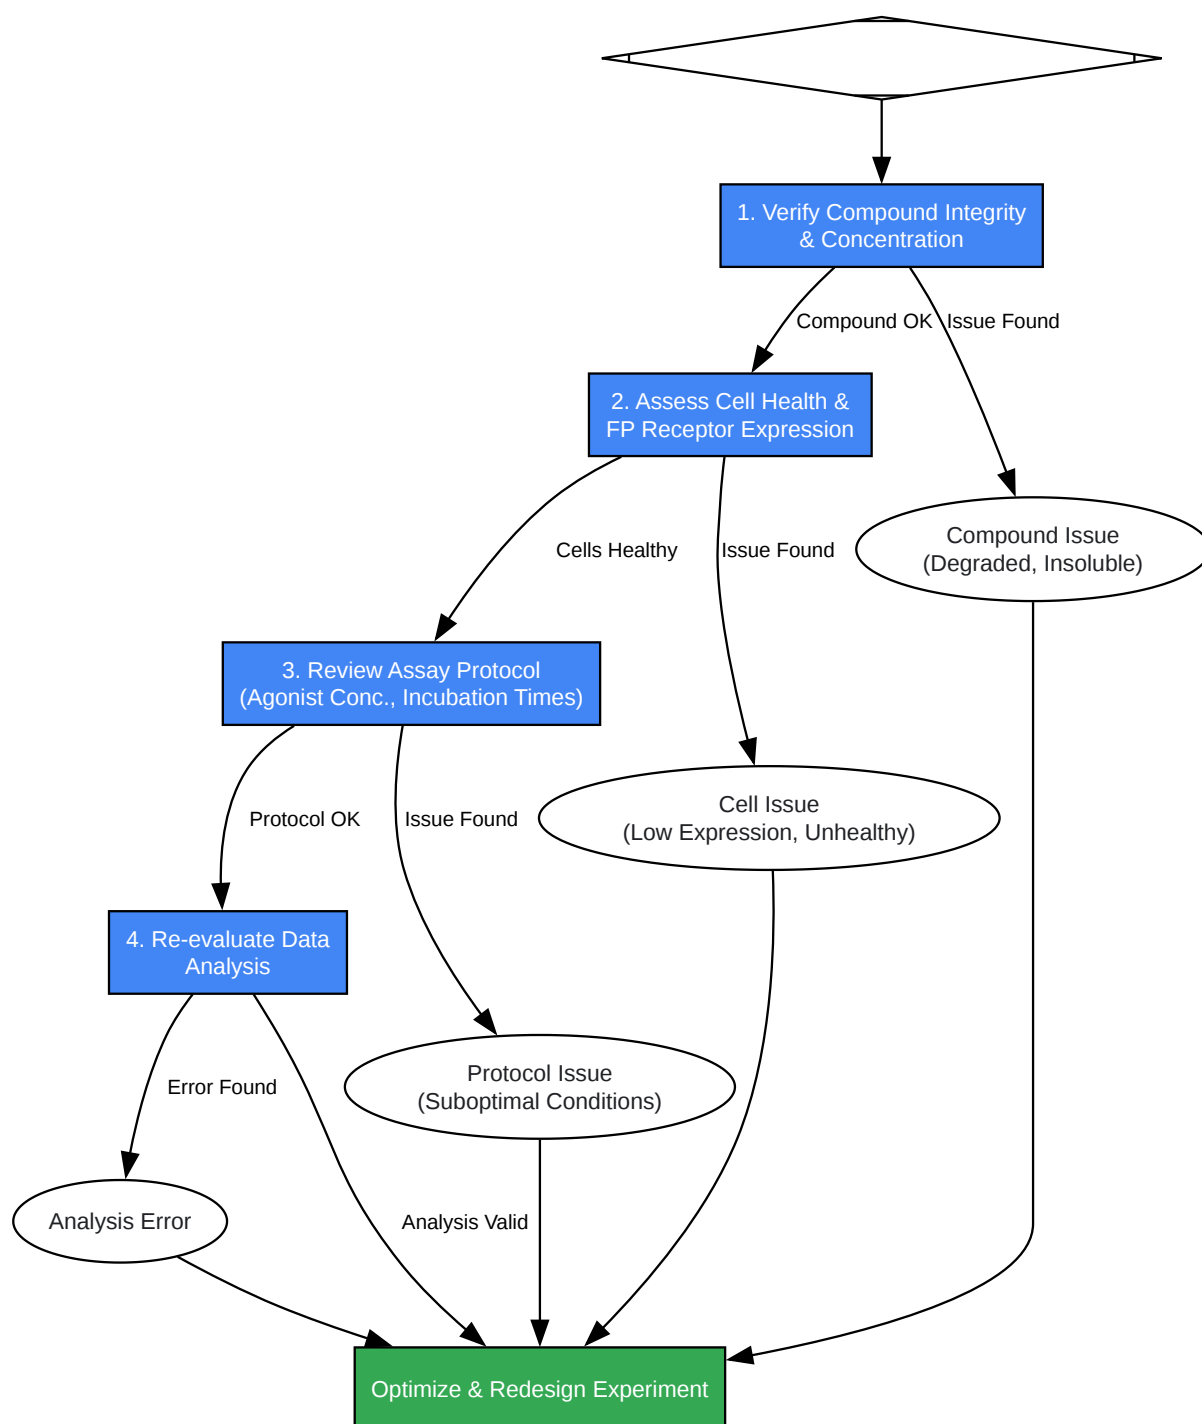 1. Verify Compound Integrity
& Concentration
Compound OK
Issue Found
2. Assess Cell Health &
FP Receptor Expression
Cells Healthy
Issue Found
Compound Issue
(Degraded, Insoluble)
3. Review Assay Protocol
(Agonist Conc., Incubation Times)
Protocol OK
Issue Found
Cell Issue
(Low Expression, Unhealthy)
4. Re-evaluate Data
Analysis
Error Found
Protocol Issue
(Suboptimal Conditions)
Analysis Error
Analysis Valid
Optimize & Redesign Experiment